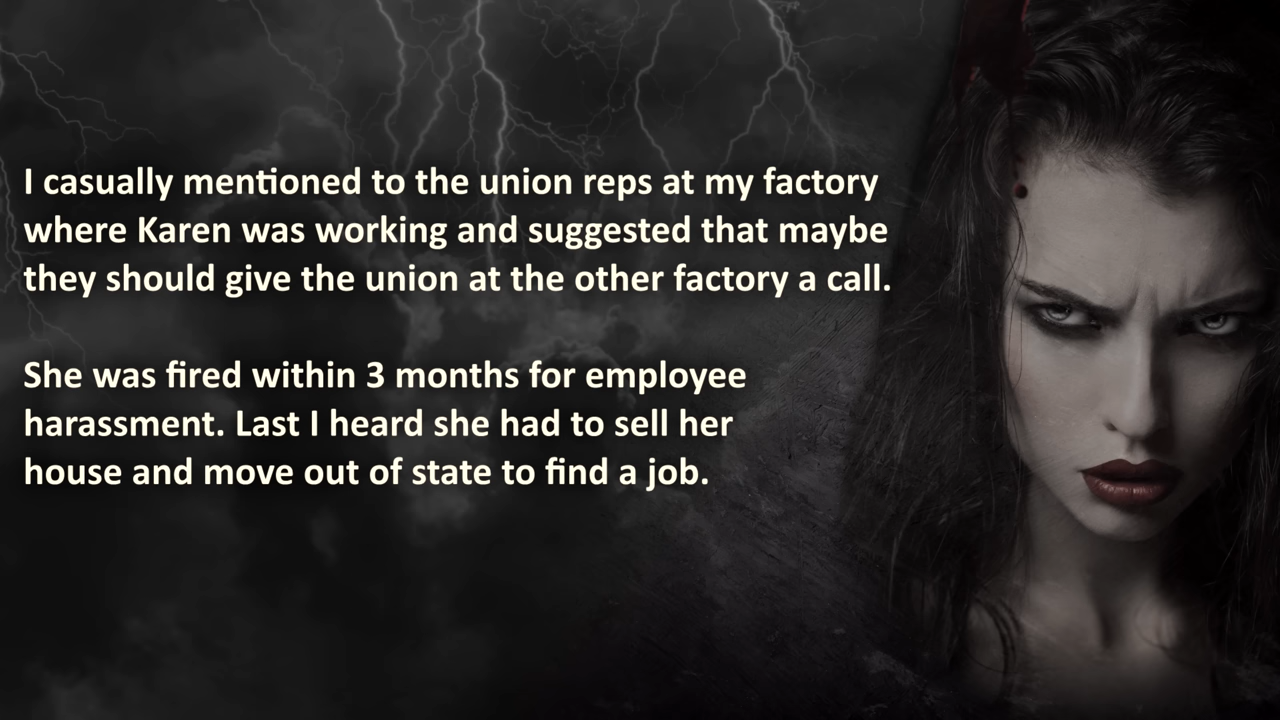 I casually mentioned to the union reps at my factory
where Karen was working and suggested that maybe
they should give the union at the other factory a call.
She was fired within 3 months for employee
harassment. Last I heard she had to sell her
house and move out of state to find a job.